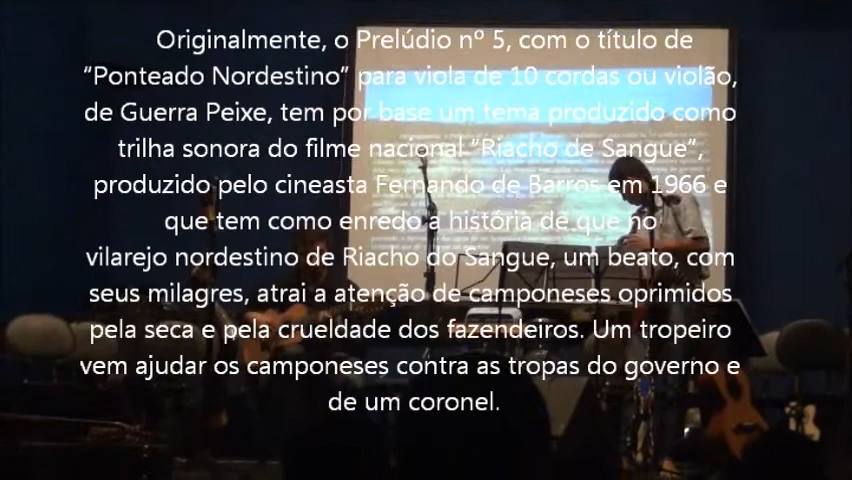 Originalmente, o Prelúdio nº 5, com o título de
“Ponteado Nordestino” para viola de 10 cordas ou violão,
de Guerra Peixe, tem por base um tema produzido como
trilha sonora do filme nacional “Riacho de Sangue”,
produzido pelo cineasta Fernando de Barros em 1966 e
que tem como enredo a história de que no
vilarejo nordestino de Riacho do Sangue, um beato, com
seus milagres, atrai a atenção de camponeses oprimidos
pela seca e pela crueldade dos fazendeiros. Um tropeiro
vem ajudar os camponeses contra as tropas do governo e
de um coronel.